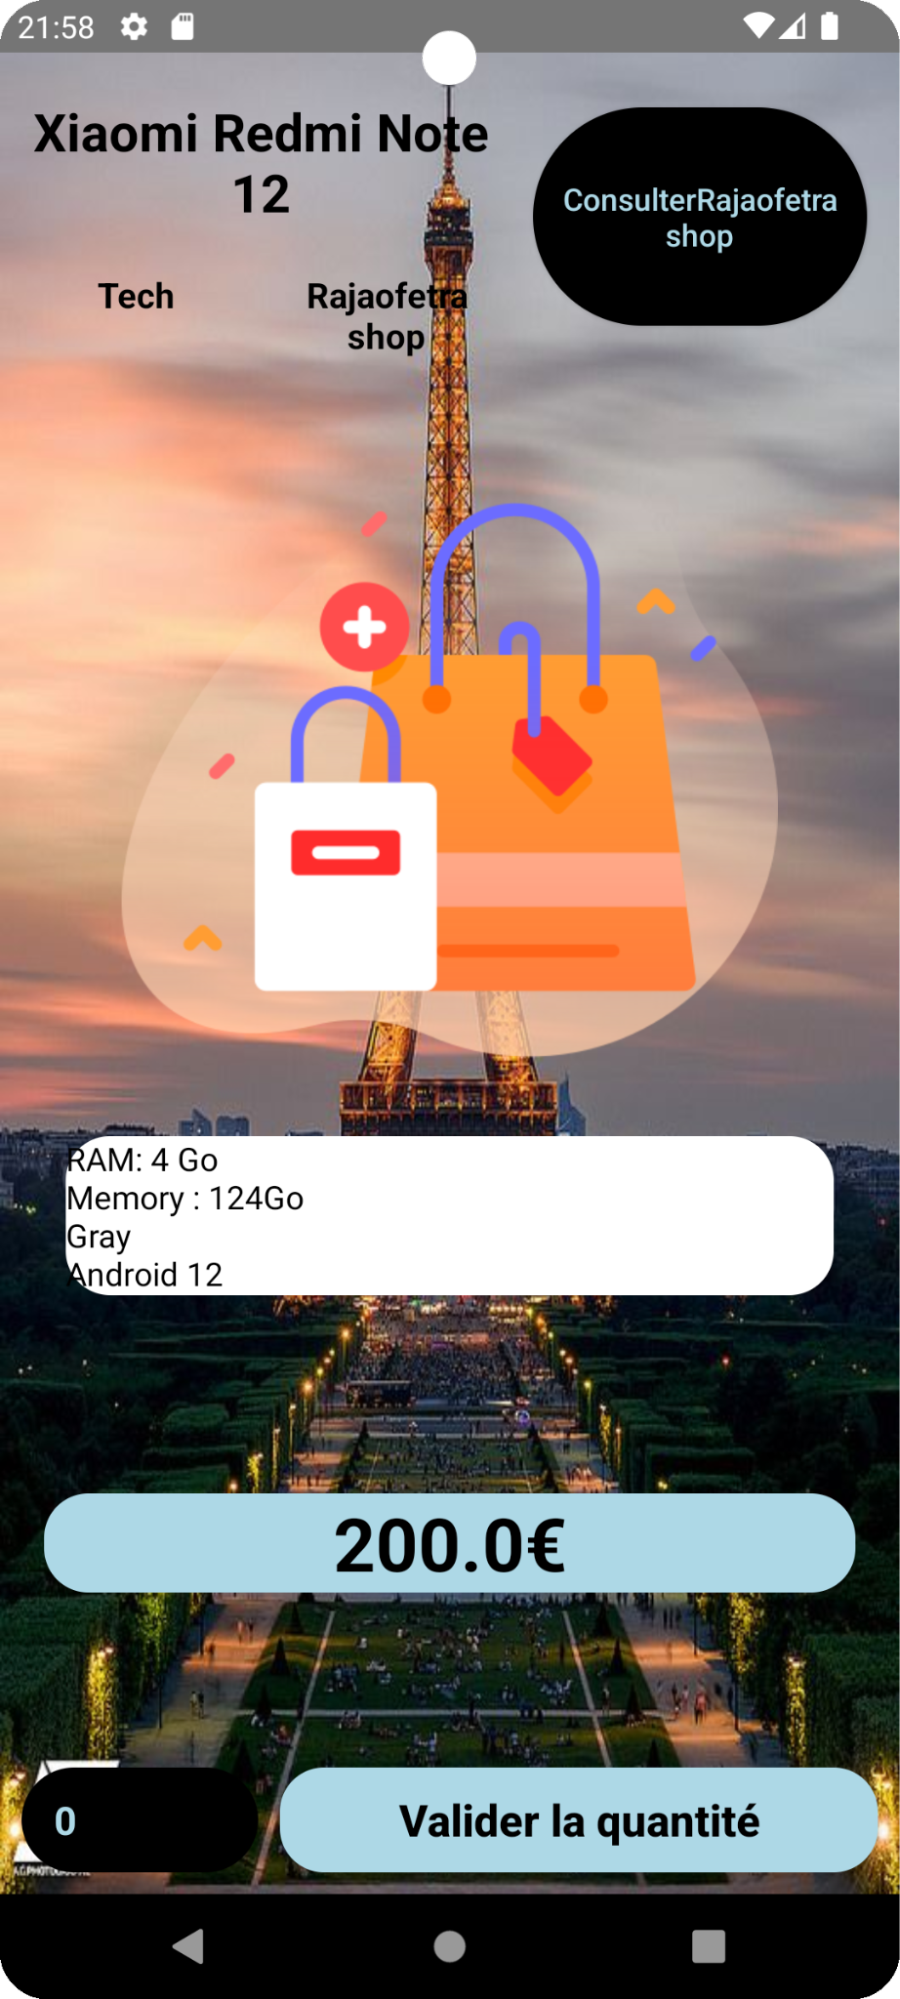 21:58
Xiaomi Redmi Note
12
ConsulterRajaofetra
shop
Tech
Rajaofetra
shop
RAM: 4 Go
Memory : 124Go
Gray
Android 12
200.0€
0
Valider la quantité